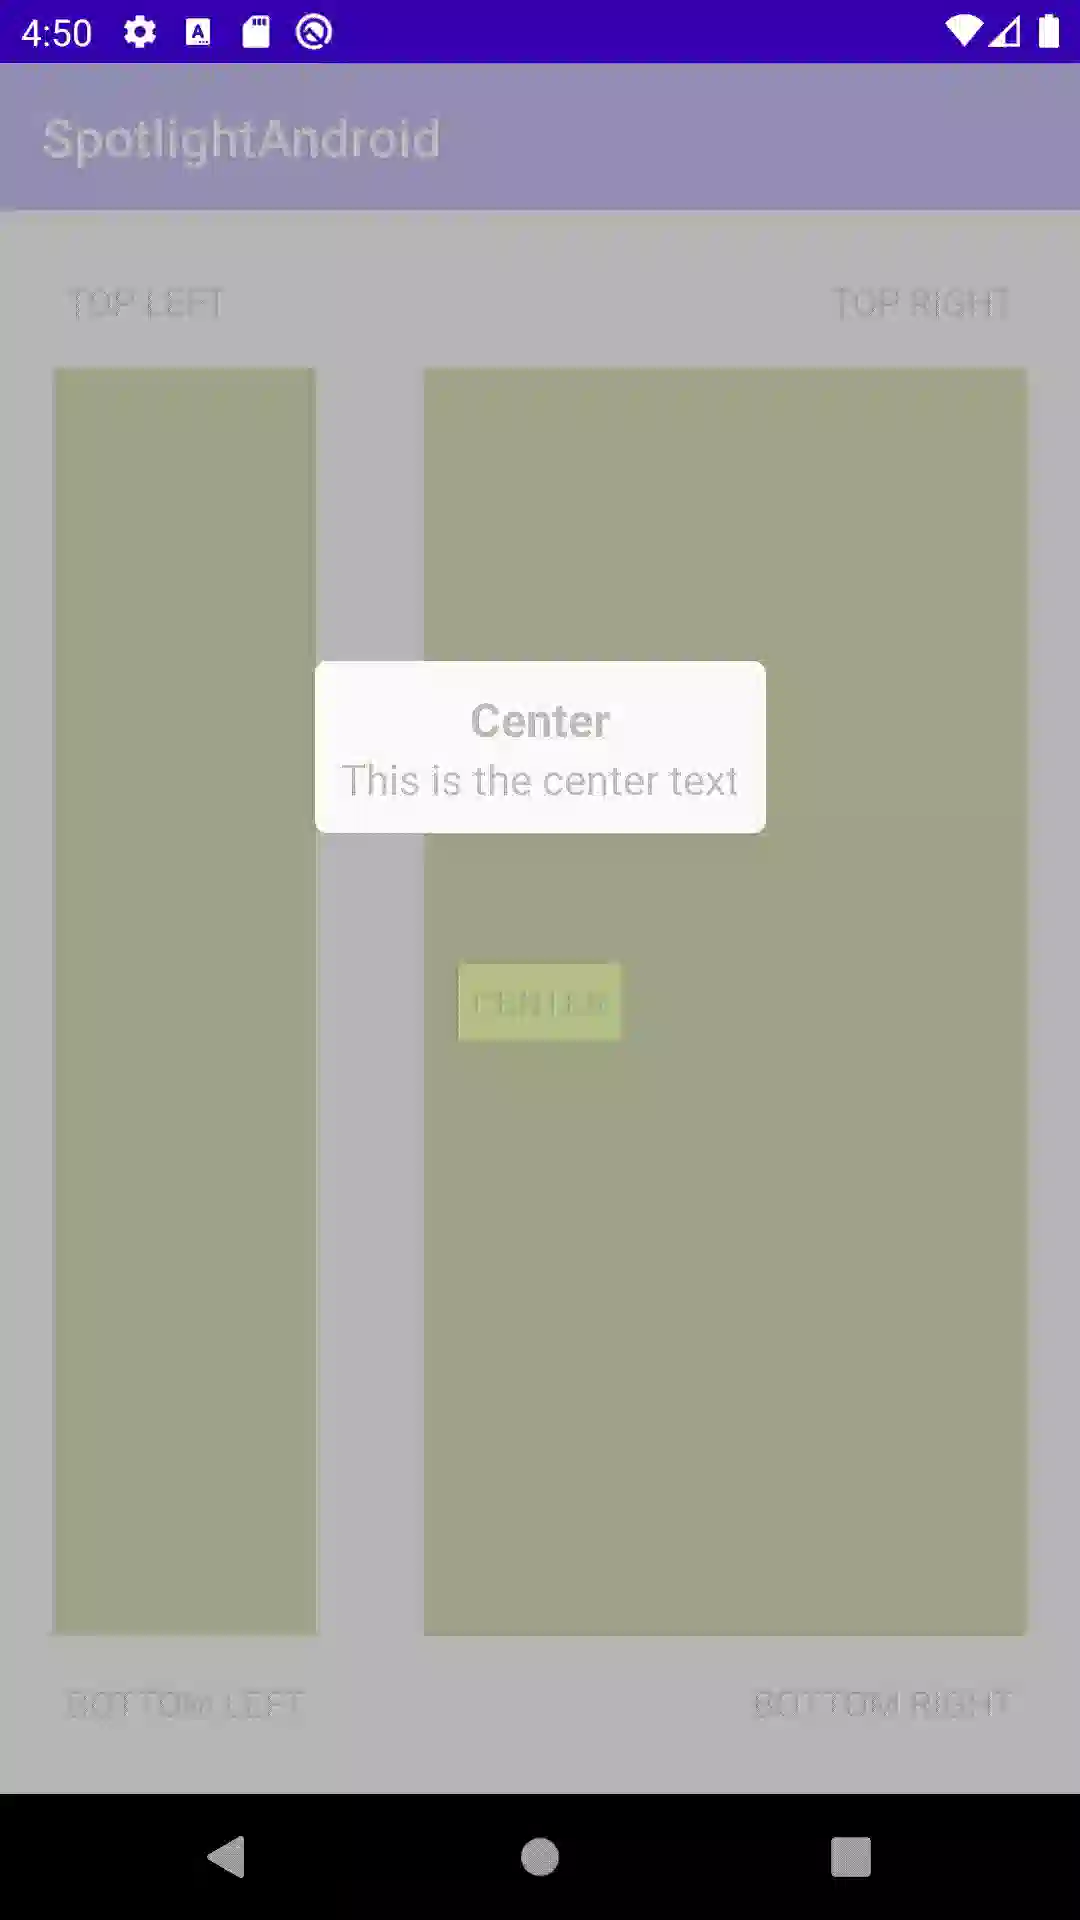 4:50
SpotlightAndroid
TOP LEFT
TOP RIGHT
Center
This is the center text
CENTER
BOTTOM LEFT
BOTTOM RIGHT